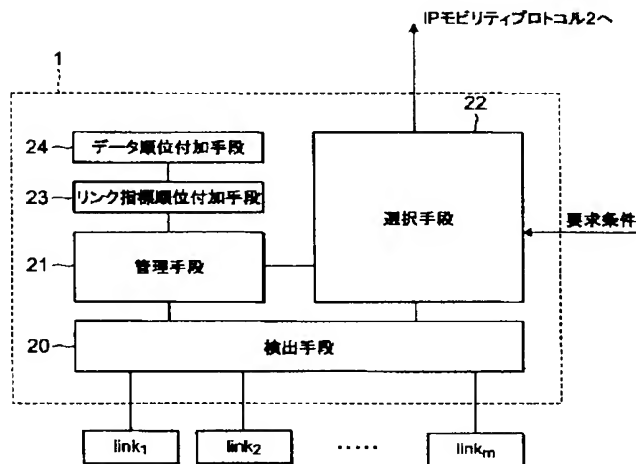 IPモビリティプロトコル2へ
1
22
24
データ順位付加手段
23
リンク指標順位付加手段
選択手段
要求条件
21
管理手段
20
検出手段
link1
link2
.....
linkm